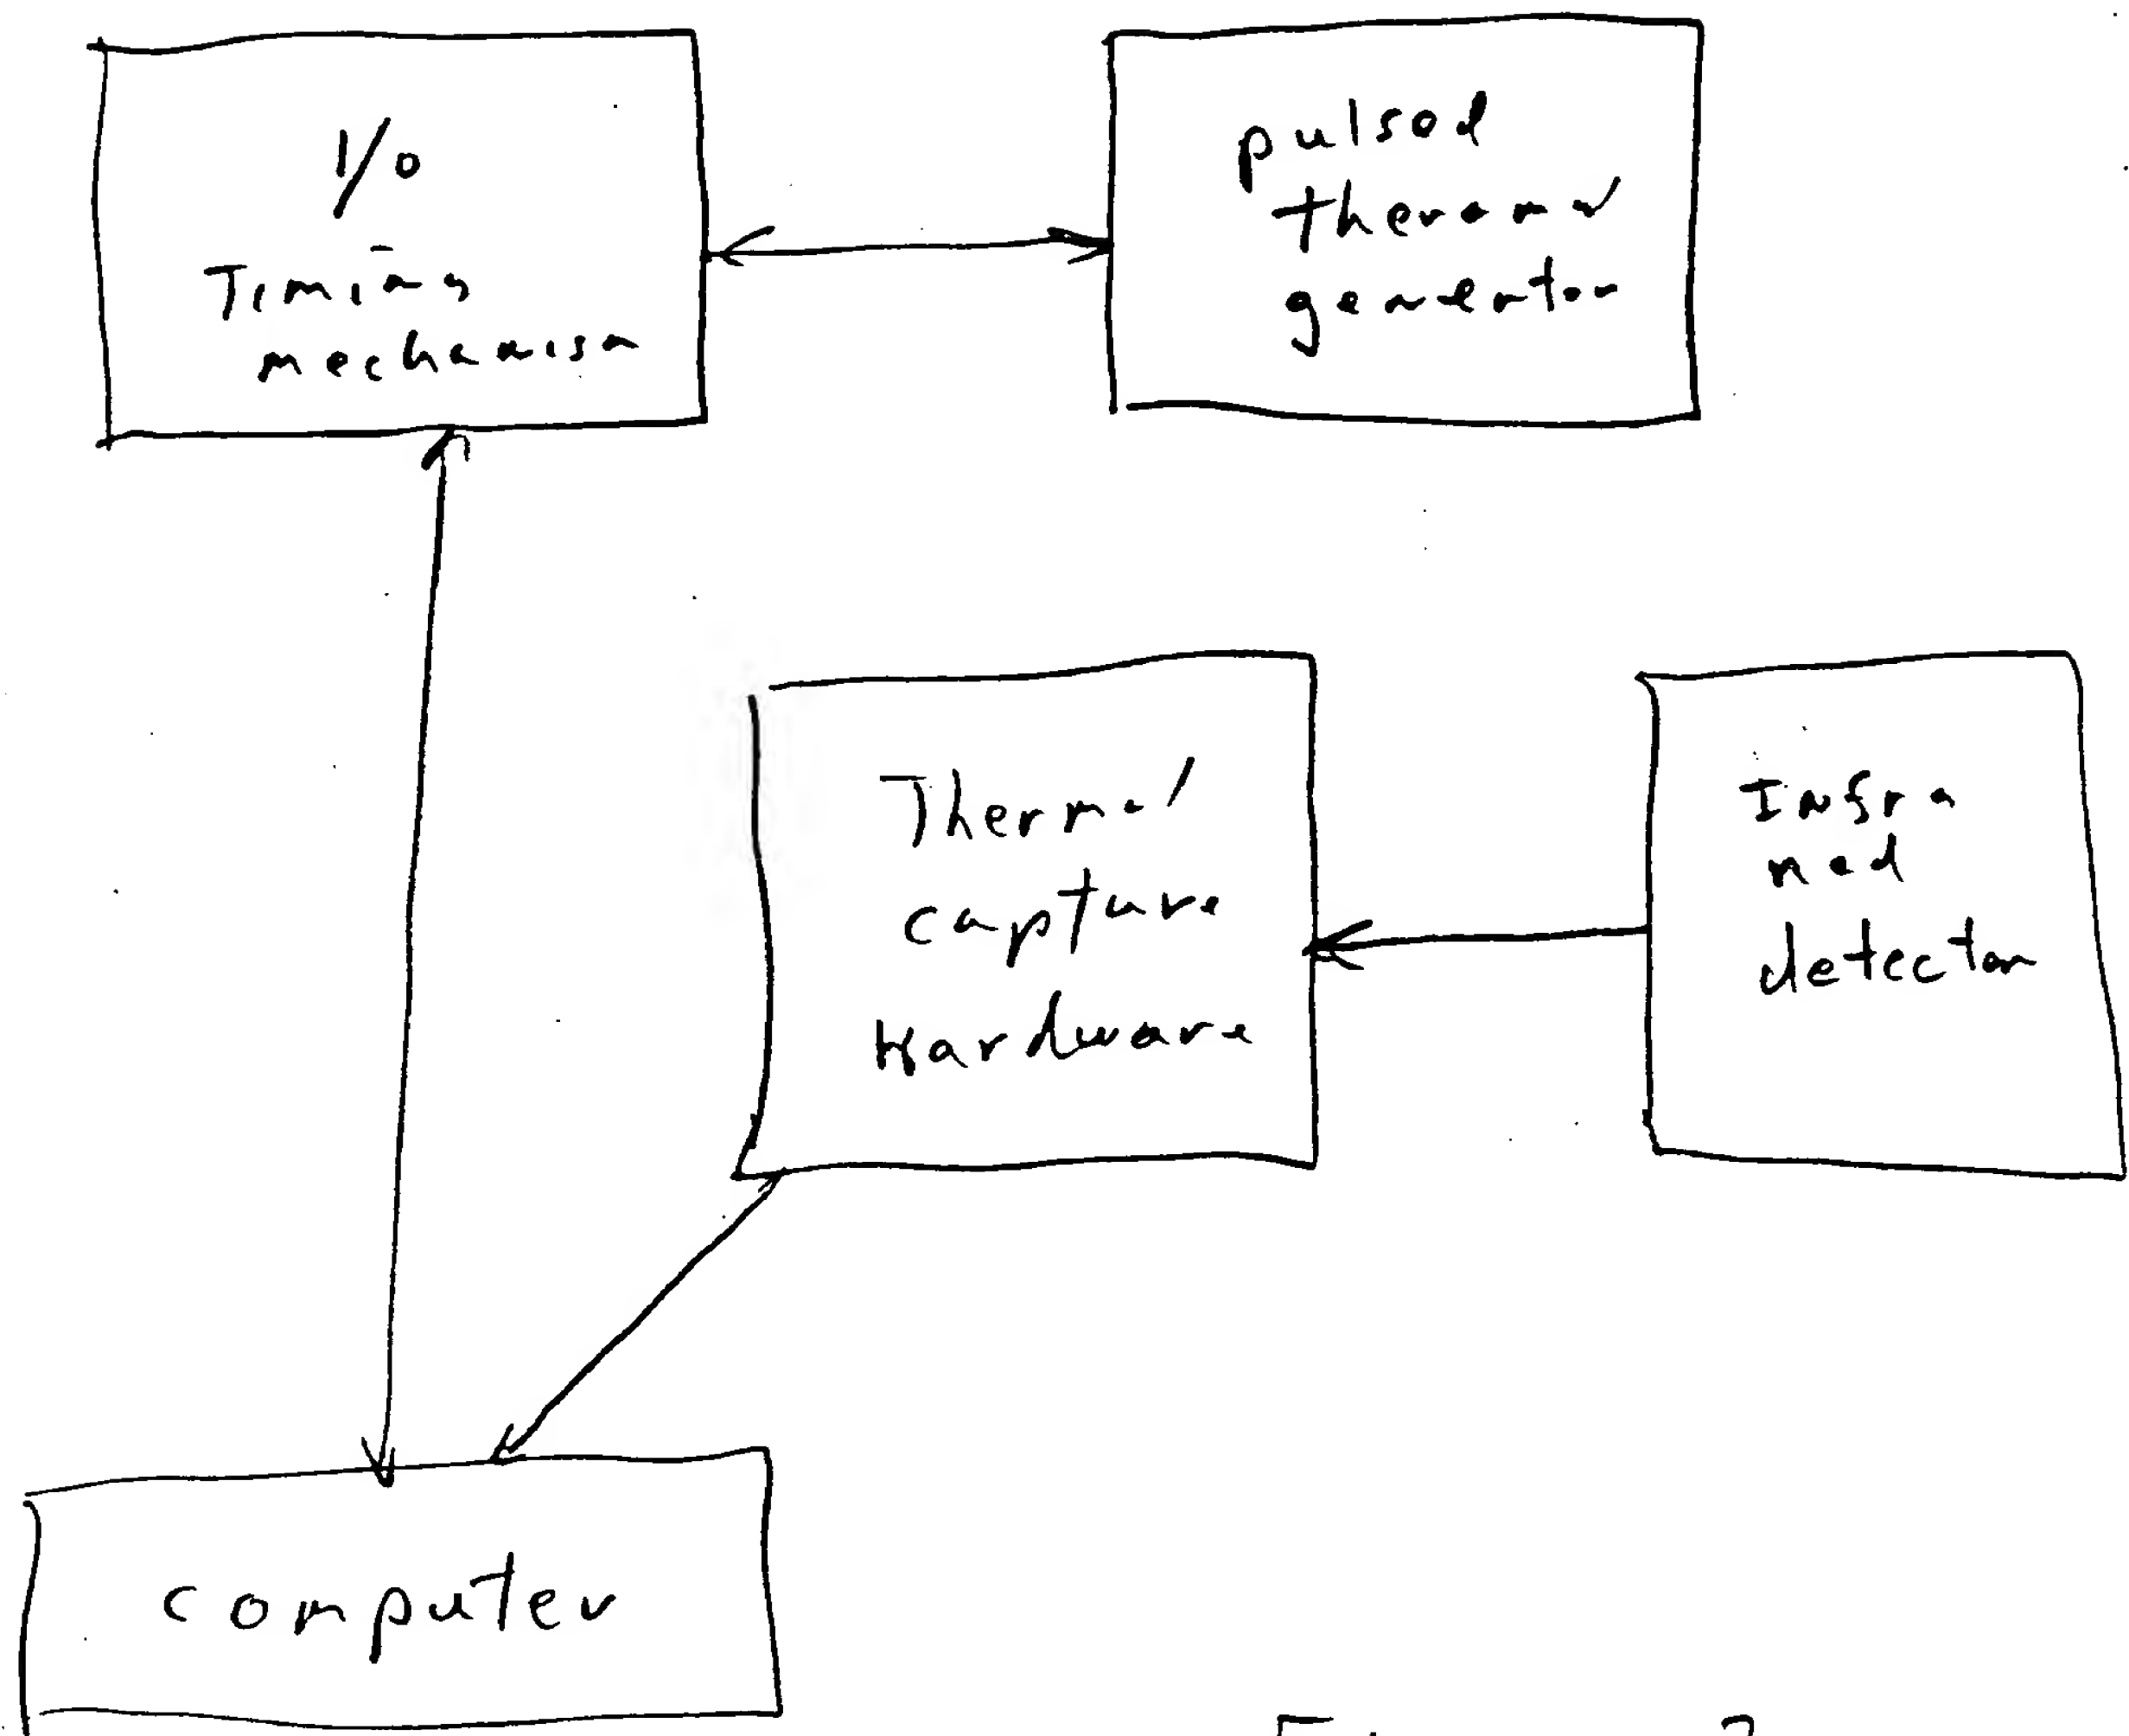 I/O
Timing
mechanism
pulsed
thermal
generator
Thermal
capture
Hardware
Infra
red
detector
computer